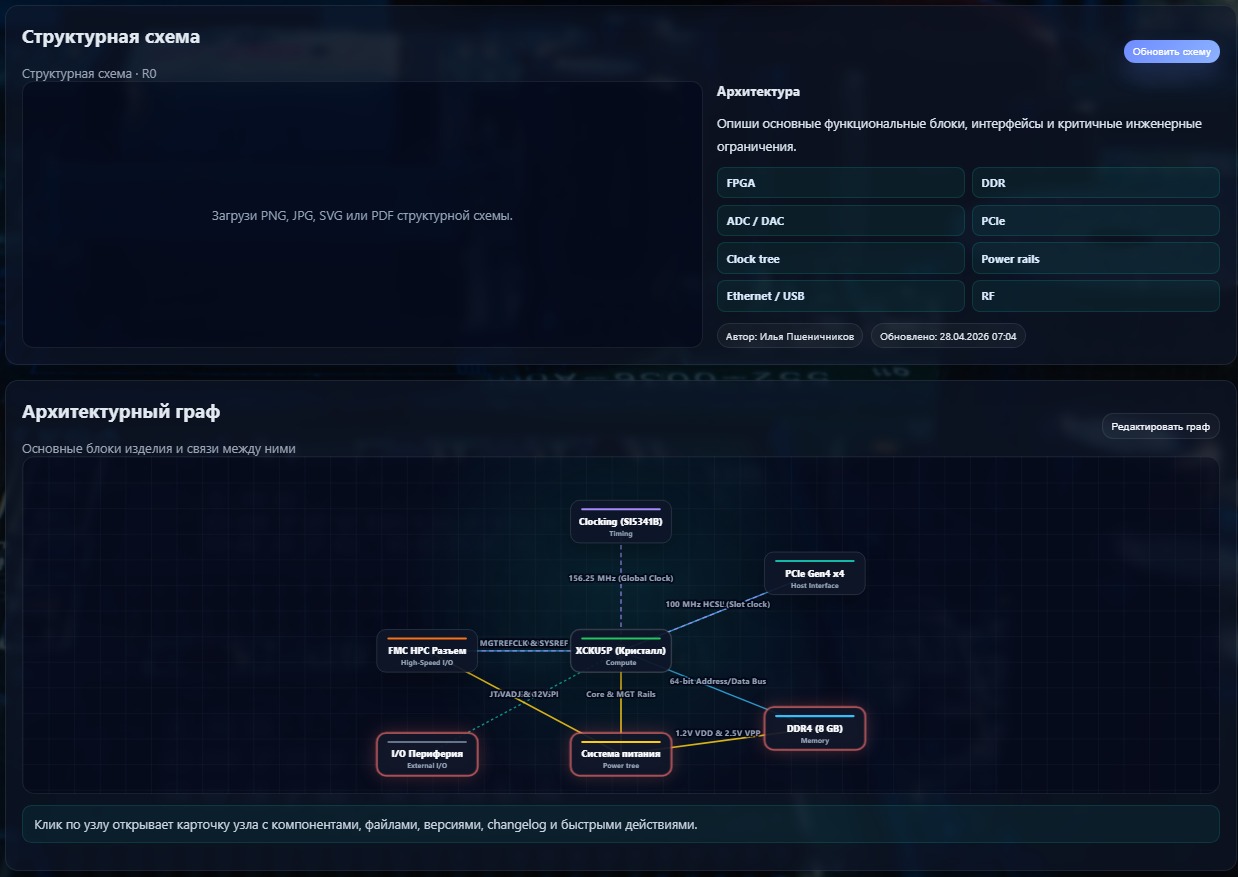 Структурная схема
Обновить схему
Структурная схема · R0
Загрузи PNG, JPG, SVG или PDF структурной схемы.
Архитектура
Опиши основные функциональные блоки, интерфейсы и критичные инженерные
ограничения.
FPGA
DDR
ADC / DAC
PCIe
Clock tree
Power rails
Ethernet / USB
RF
Автор: Илья Пшеничников
Обновлено: 28.04.2026 07:04
Архитектурный граф
Редактировать граф
Основные блоки изделия и связи между ними
Clocking (SI5341B)
Timing
156.25 MHz (Global Clock)
PCIe Gen4 x4
Host Interface
100 MHz HCSL (Slot clock)
FMC HPC Разъем
High-Speed I/O
MGTREFCLK & SYSREF
XCKU5P (Кристалл)
Compute
64-bit Address/Data Bus
Core & MGT Rails
DDR4 (8 GB)
Memory
1.2V VDD & 2.5V VPP
I/O Периферия
External I/O
Система питания
Power tree
Клик по узлу открывает карточку узла с компонентами, файлами, версиями, changelog и быстрыми действиями.